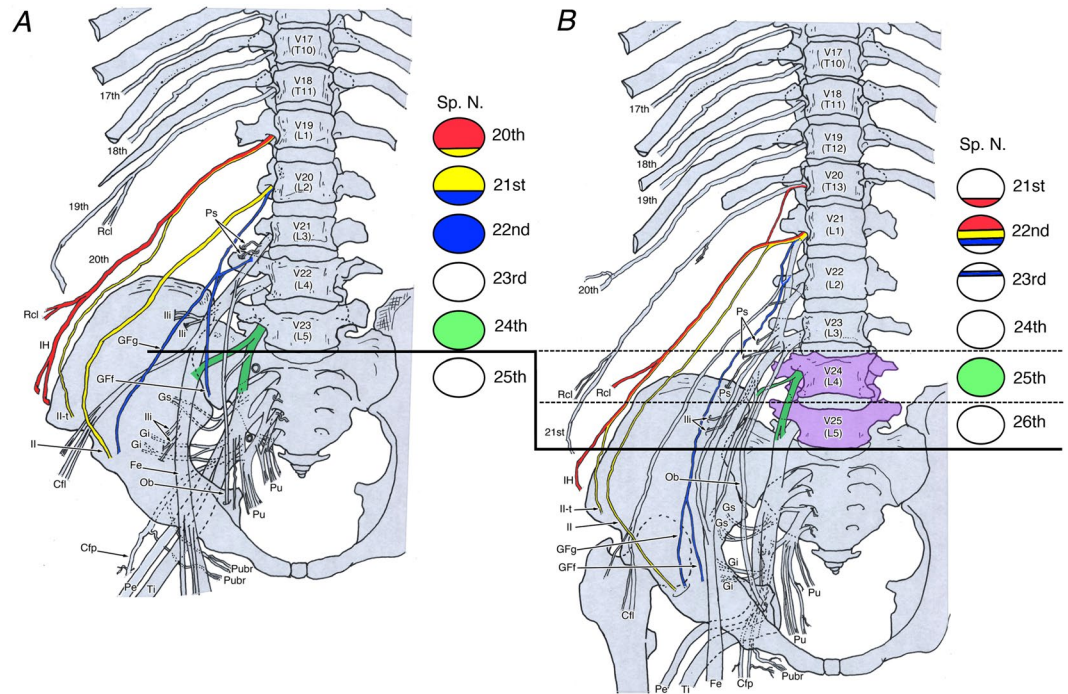 A
V17
(T10)
V18
(T11)
V19
(L1)
V20
(L2)
V21
(L3)
V22
(L4)
V23
(L5)
17th
18th
19th
Rcl
20th
Ps
Rcl
IH
Ili
Ili
GFg
GFf
Gs
Ili
Gi
Gi
Il-t
Il
Fe
Cfl
Ob
Pu
Pu
Cfp
Pubr
Pubr
Pe
Ti
Sp. N.
20th
21st
22nd
23rd
24th
25th
B
V17
(T10)
V18
(T11)
V19
(T12)
V20
(T13)
V21
(L1)
V22
(L2)
V23
(L3)
V24
(L4)
V25
(L5)
17th
18th
19th
20th
Ps
Rcl
Rcl
Ps
Ili
21st
IH
Ob
Il-t
Gs
Gs
Il
GFg
GFf
Gi
Gi
Cfl
Pu
Pu
Pubr
Pe
Ti
Fe
Cfp
Sp. N.
21st
22nd
23rd
24th
25th
26th